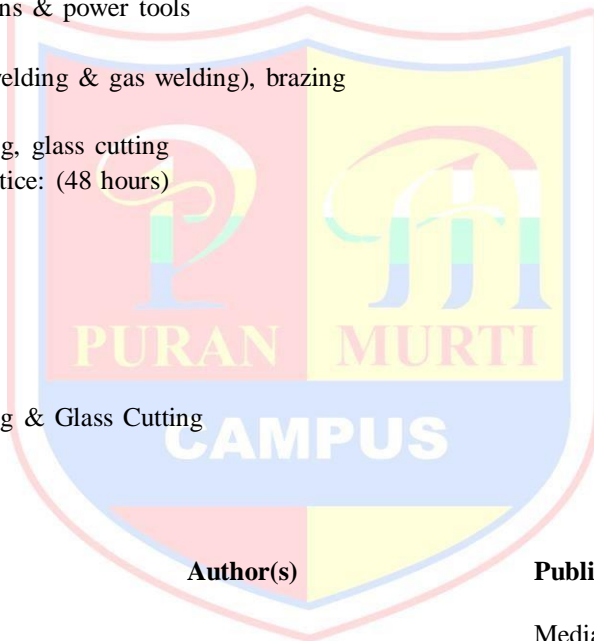 ns & power tools
velding & gas welding), brazing
g, glass cutting
tice: (48 hours)
PURAN MURTI
g & Glass Cutting
CAMPUS
Author(s) Publi
Media